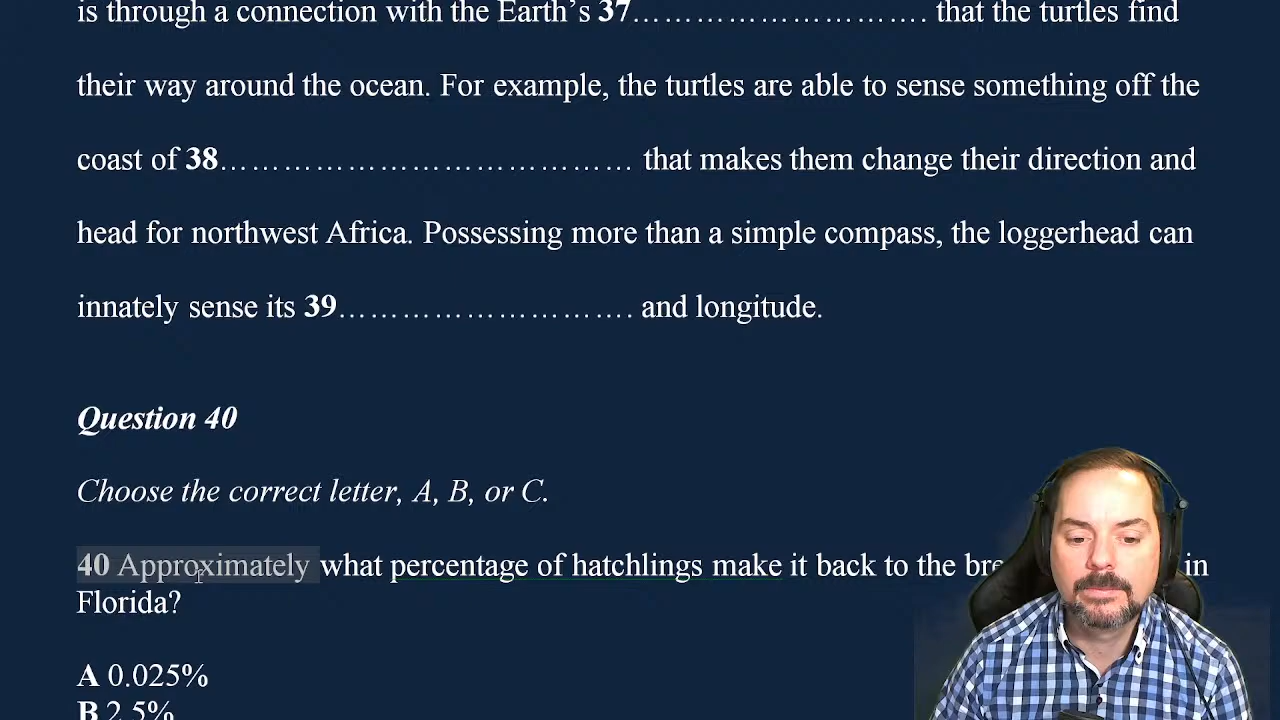 is through a connection with the Earth's 37……………………….. that the turtles find
their way around the ocean. For example, the turtles are able to sense something off the
coast of 38…………………………………. that makes them change their direction and
head for northwest Africa. Possessing more than a simple compass, the loggerhead can
innately sense its 39………………………. and longitude.
Question 40
Choose the correct letter, A, B, or C.
40 Approximately what percentage of hatchlings make it back to the in
Florida?
A 0.025%
B 2.5%